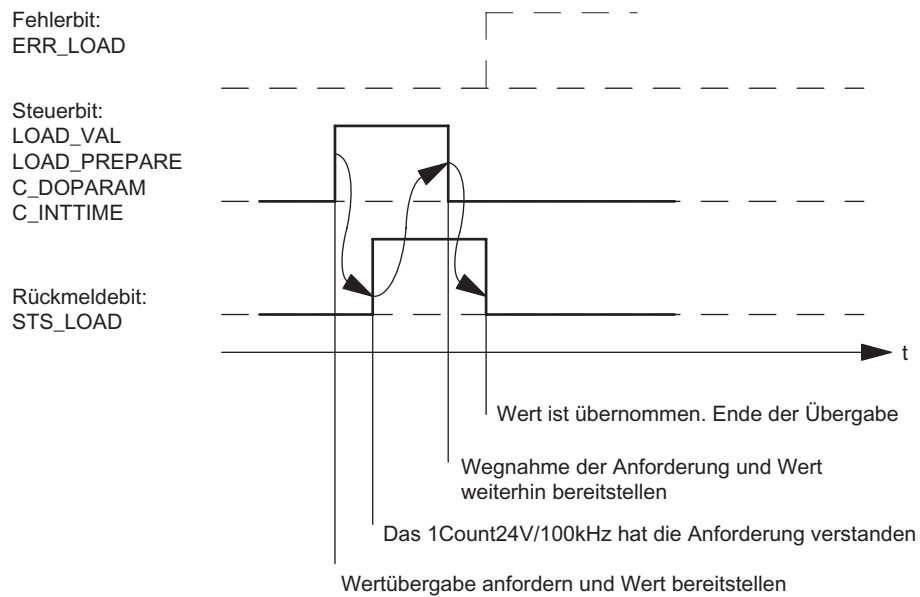 Fehlerbit:
ERR_LOAD
Steuerbit:
LOAD_VAL
LOAD_PREPARE
C_DOPARAM
C_INTTIME
Rückmeldebit:
STS_LOAD
t
Wert ist übernommen. Ende der Übergabe
Wegnahme der Anforderung und Wert
weiterhin bereitstellen
Das 1Count24V/100kHz hat die Anforderung verstanden
Wertübergabe anfordern und Wert bereitstellen